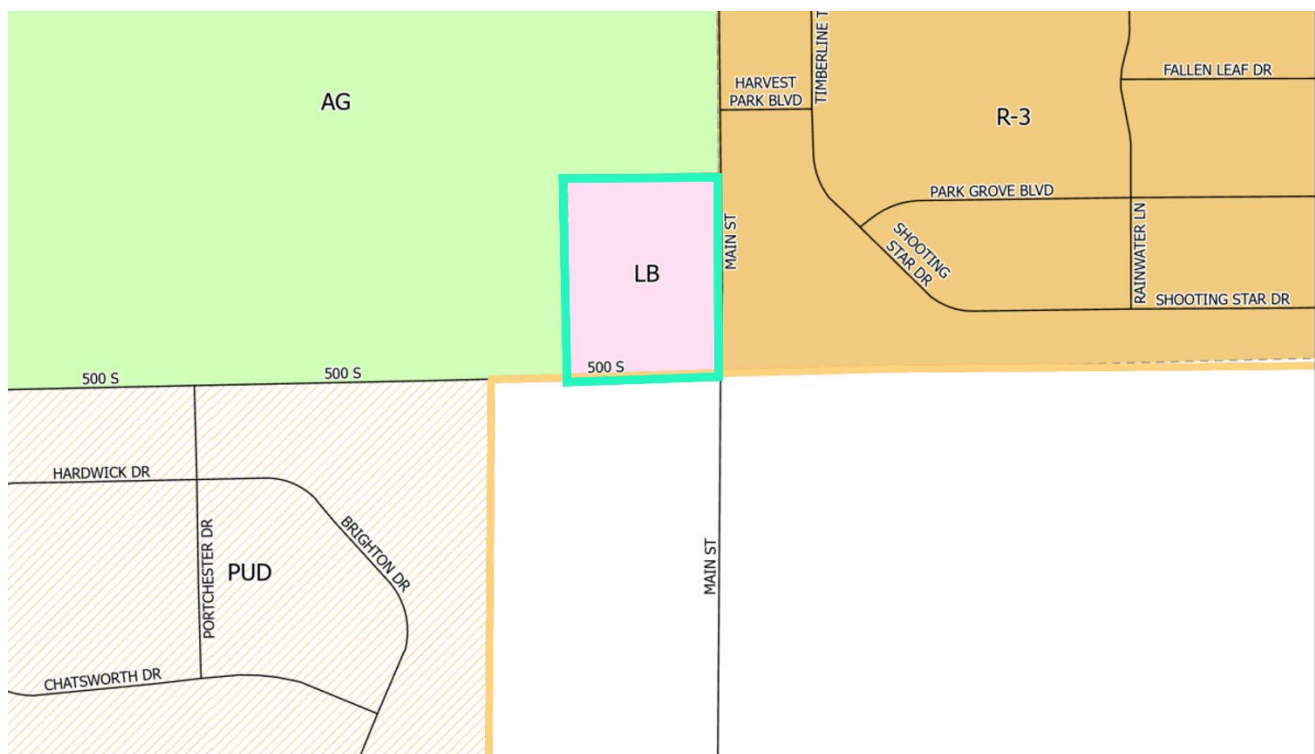 AG
HARVEST
PARK BLVD
TIMBERLINE T
FALLEN LEAF DR
R-3
PARK GROVE BLVD
MAIN ST
SHOOTING
STAR DR
RAINWATER LN
LB
SHOOTING STAR DR
500 S
500 S
500 S
HARDWICK DR
PORTCHESTER DR
BRIGHTON DR
PUD
MAIN ST
CHATSWORTH DR